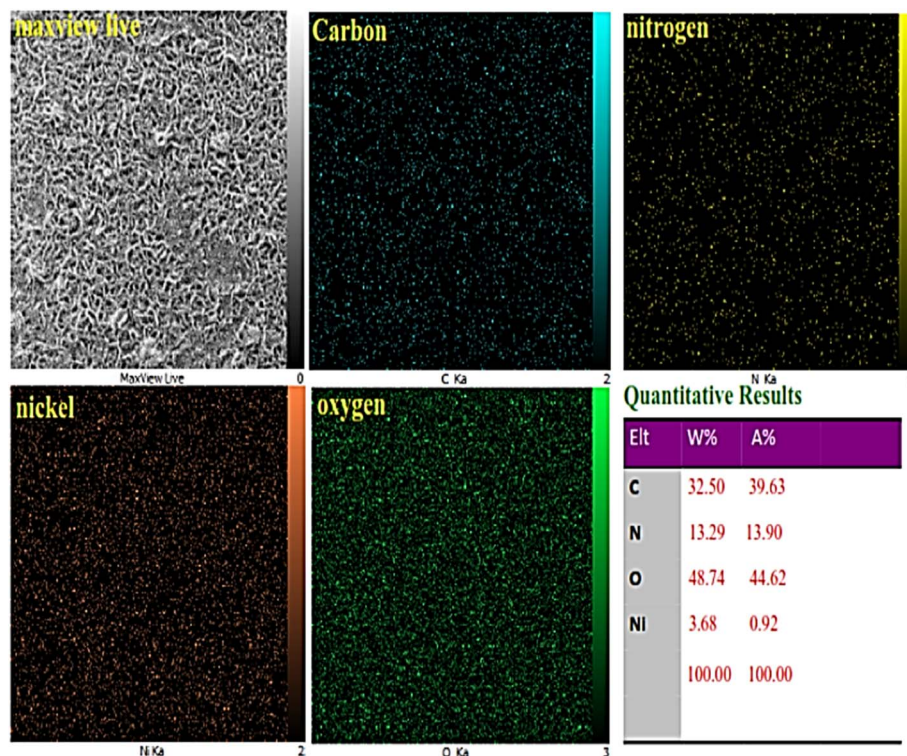 maxview live
Carbon
nitrogen
MaxView Live 0
C Ka 2
N Ka
nickel
oxygen
Quantitative Results
Elt W% A%
C 32.50 39.63
N 13.29 13.90
O 48.74 44.62
Ni 3.68 0.92
100.00 100.00
Ni Ka 2
O Ka 3